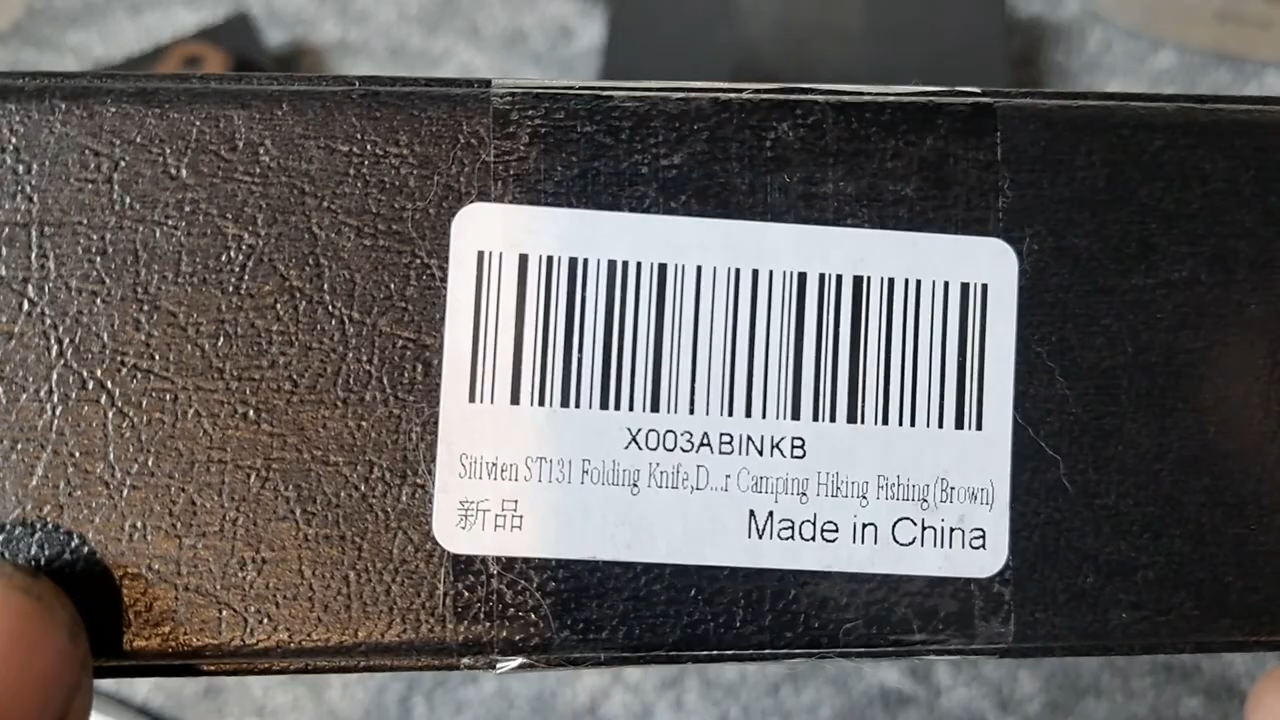 X003ABINKB
Sitivien ST131 Folding Knife,D...r Camping Hiking Fishing(Brown)
新品
Made in China